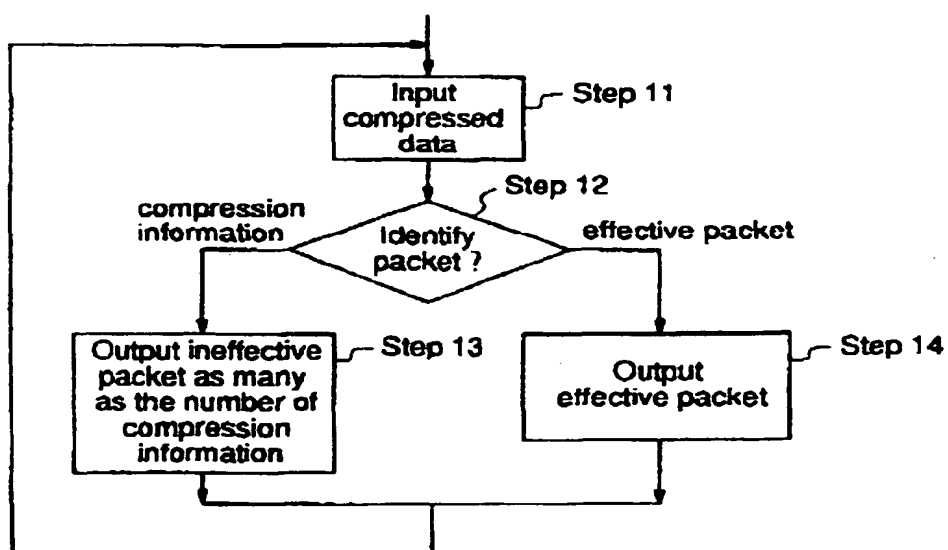 Input
compressed
data
Step 11
Step 12
compression
information
Identify
packet ?
effective packet
Output ineffective
packet as many
as the number of
compression
information
Step 13
Output
effective packet
Step 14